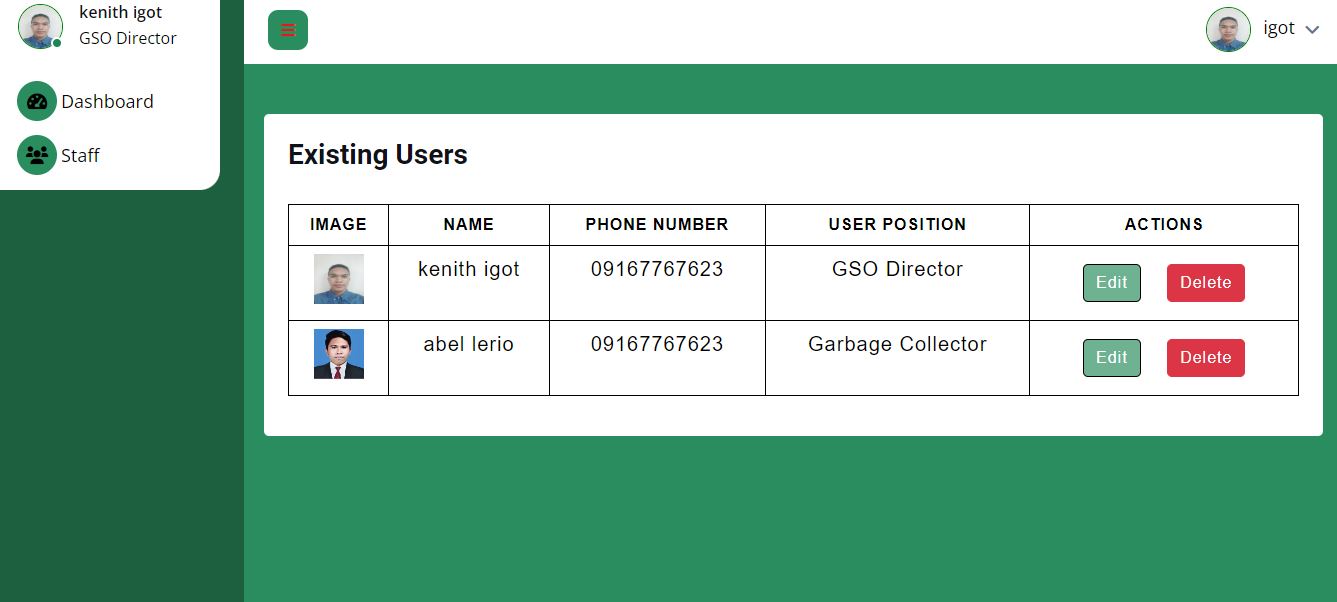 kenith igot
GSO Director
Dashboard
Staff
igot
Existing Users
IMAGE NAME PHONE NUMBER USER POSITION ACTIONS
kenith igot 09167767623 GSO Director Edit Delete
abel lerio 09167767623 Garbage Collector Edit Delete